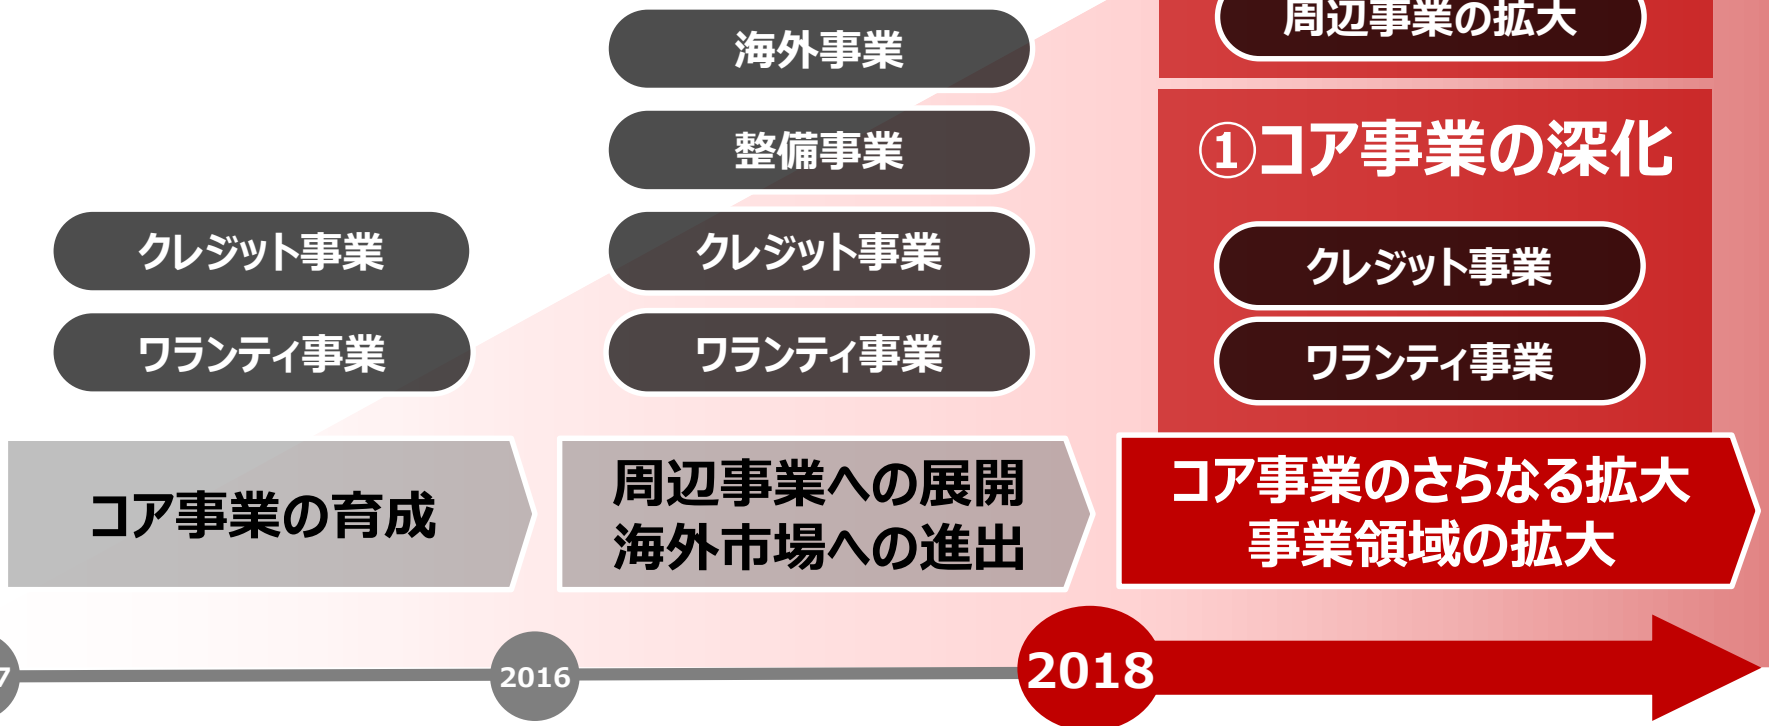 海外事業
整備事業
クレジット事業
ワランティ事業
クレジット事業
ワランティ事業
周辺事業の拡大
①コア事業の深化
クレジット事業
ワランティ事業
コア事業の育成
周辺事業への展開
海外市場への進出
コア事業のさらなる拡大
事業領域の拡大
7
2016
2018